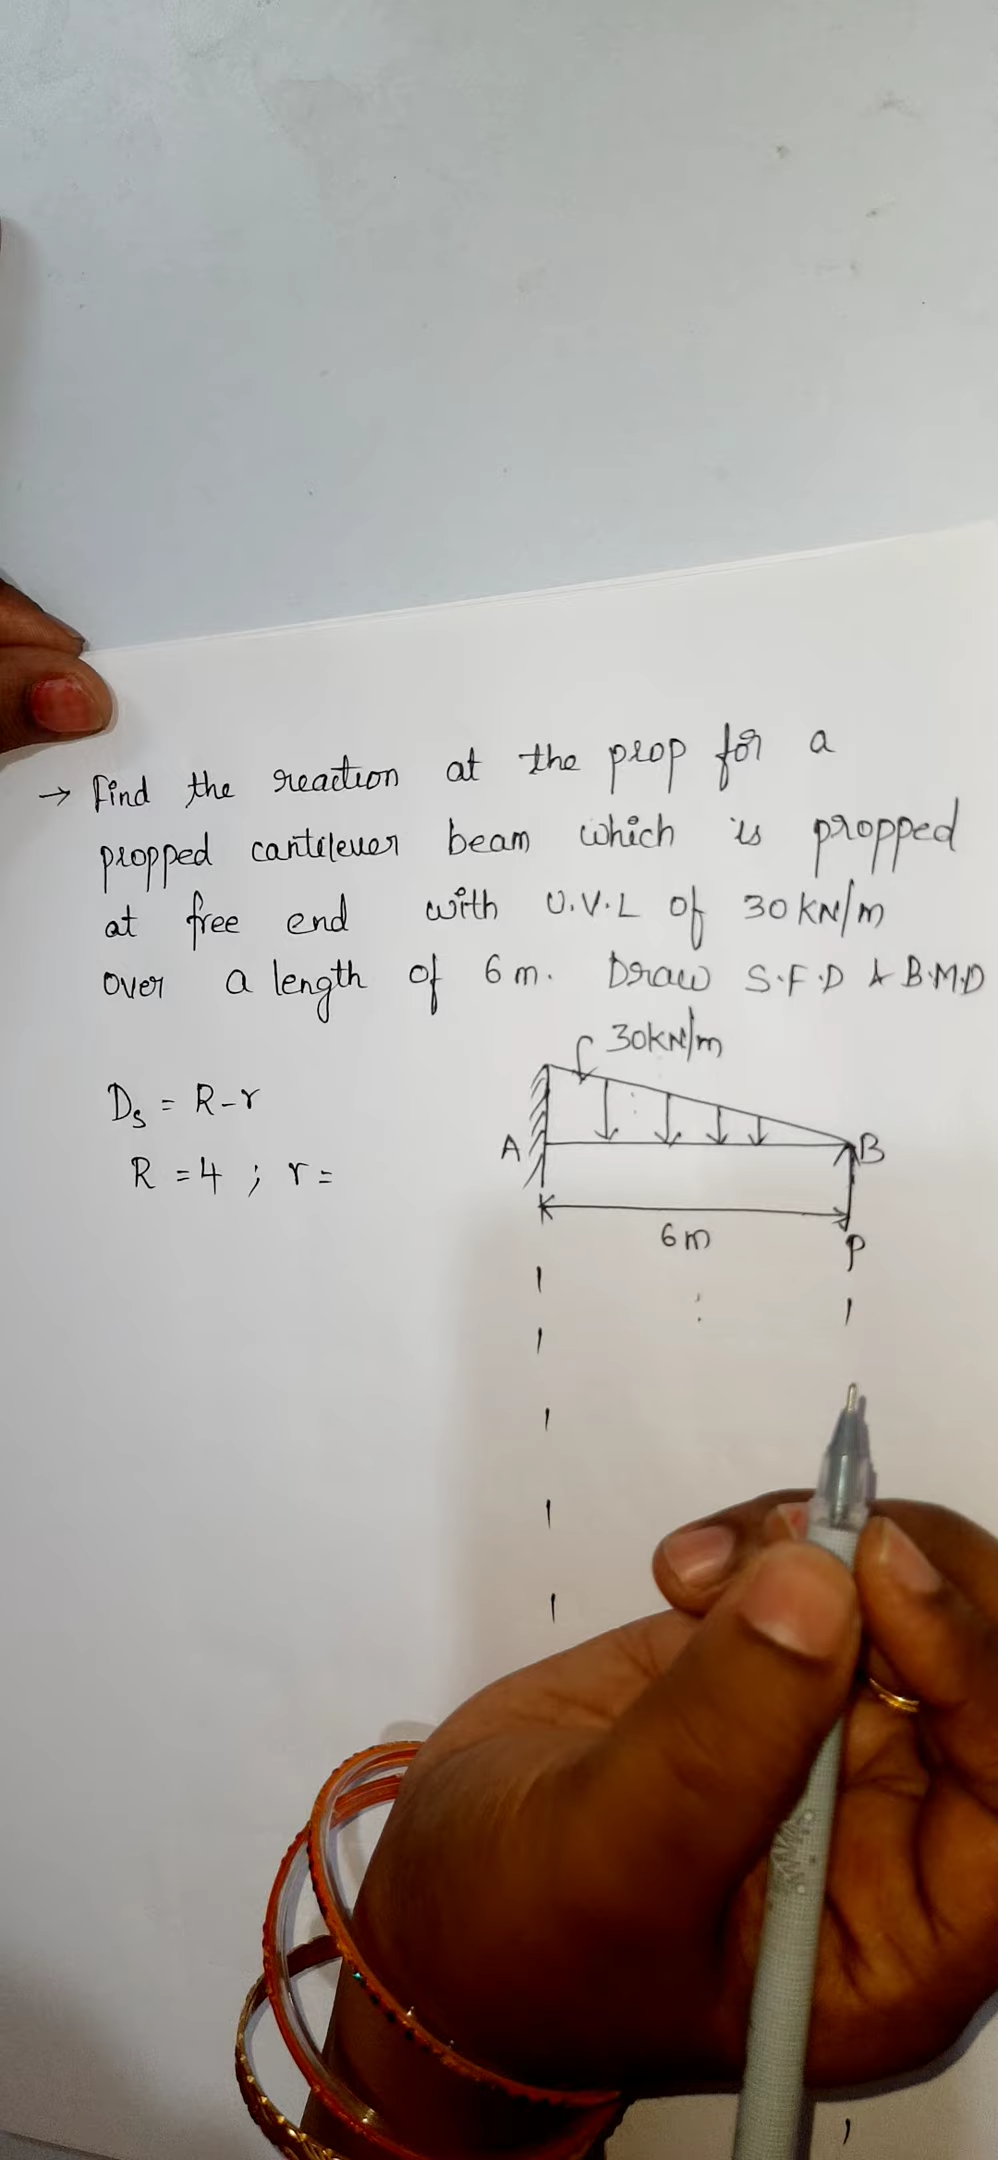 → Find the reaction at the prop for a
propped cantilever beam which is propped
at free end with U.V.L of 30 KN/m
over a length of 6 m. Draw S.F.D & B.M.D
30KN/m
Ds = R-r
A
B
R = 4 ; r =
6m
P